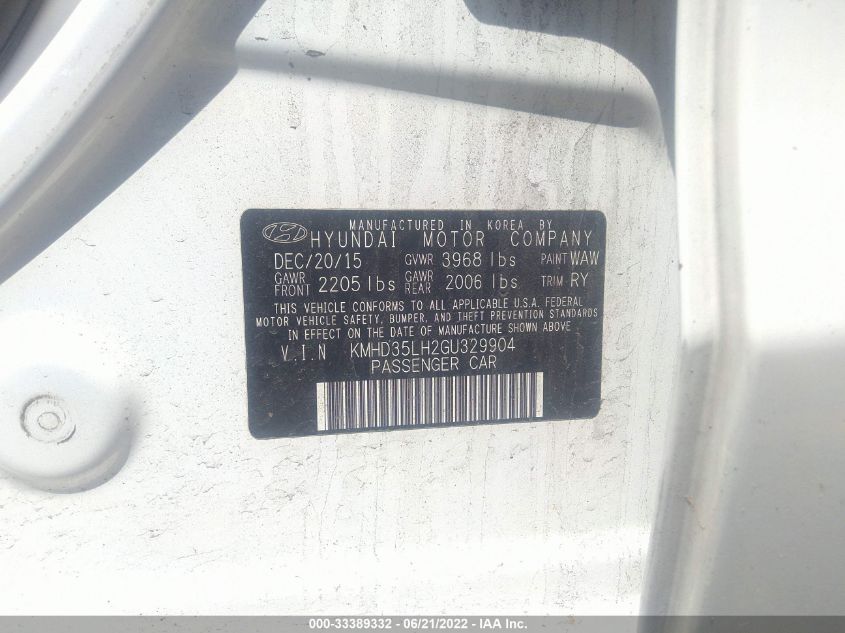 MANUFACTURED IN KOREA BY
HYUNDAI MOTOR COMPANY
DEC/20/15 GVWR 3968 lbs PAINT WAW
GAWR FRONT 2205 lbs GAWR REAR 2006 lbs TRIM RY
THIS VEHICLE CONFORMS TO ALL APPLICABLE U.S.A. FEDERAL
MOTOR VEHICLE SAFETY, BUMPER, AND THEFT PREVENTION STANDARDS
IN EFFECT ON THE DATE OF MANUFACTURE SHOWN ABOVE.
V.I.N KMHD35LH2GU329904
PASSENGER CAR
000-33389332 - 06/21/2022 - IAA Inc.